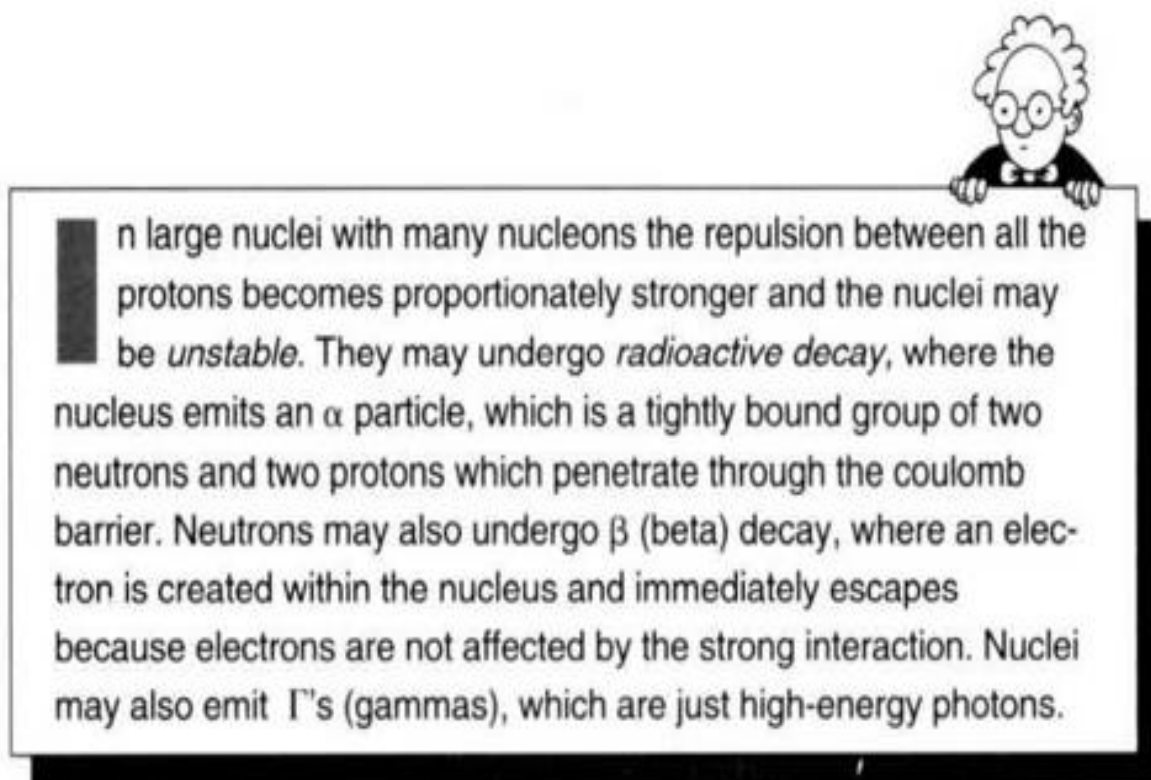 In large nuclei with many nucleons the repulsion between all the
protons becomes proportionately stronger and the nuclei may
be unstable. They may undergo radioactive decay, where the
nucleus emits an α particle, which is a tightly bound group of two
neutrons and two protons which penetrate through the coulomb
barrier. Neutrons may also undergo β (beta) decay, where an elec-
tron is created within the nucleus and immediately escapes
because electrons are not affected by the strong interaction. Nuclei
may also emit Γ's (gammas), which are just high-energy photons.